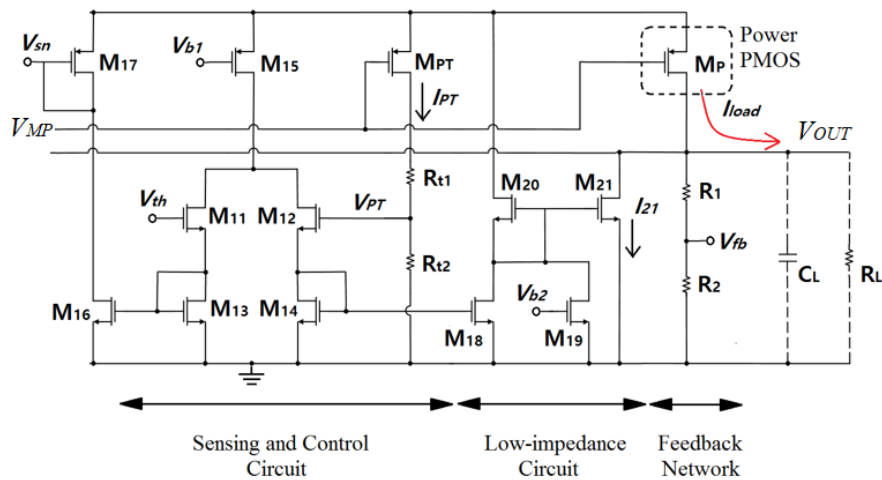 Power
PMOS
Vsn
M17
Vb1
M15
MPT
MP
IPT
Iload
VMP
VOUT
Rt1
M20
M21
R1
Vth
M11
M12
VPT
I21
Vfb
Rt2
Vb2
R2
CL
RL
M16
M13
M14
M18
M19
Sensing and Control
Circuit
Low-impedance
Circuit
Feedback
Network